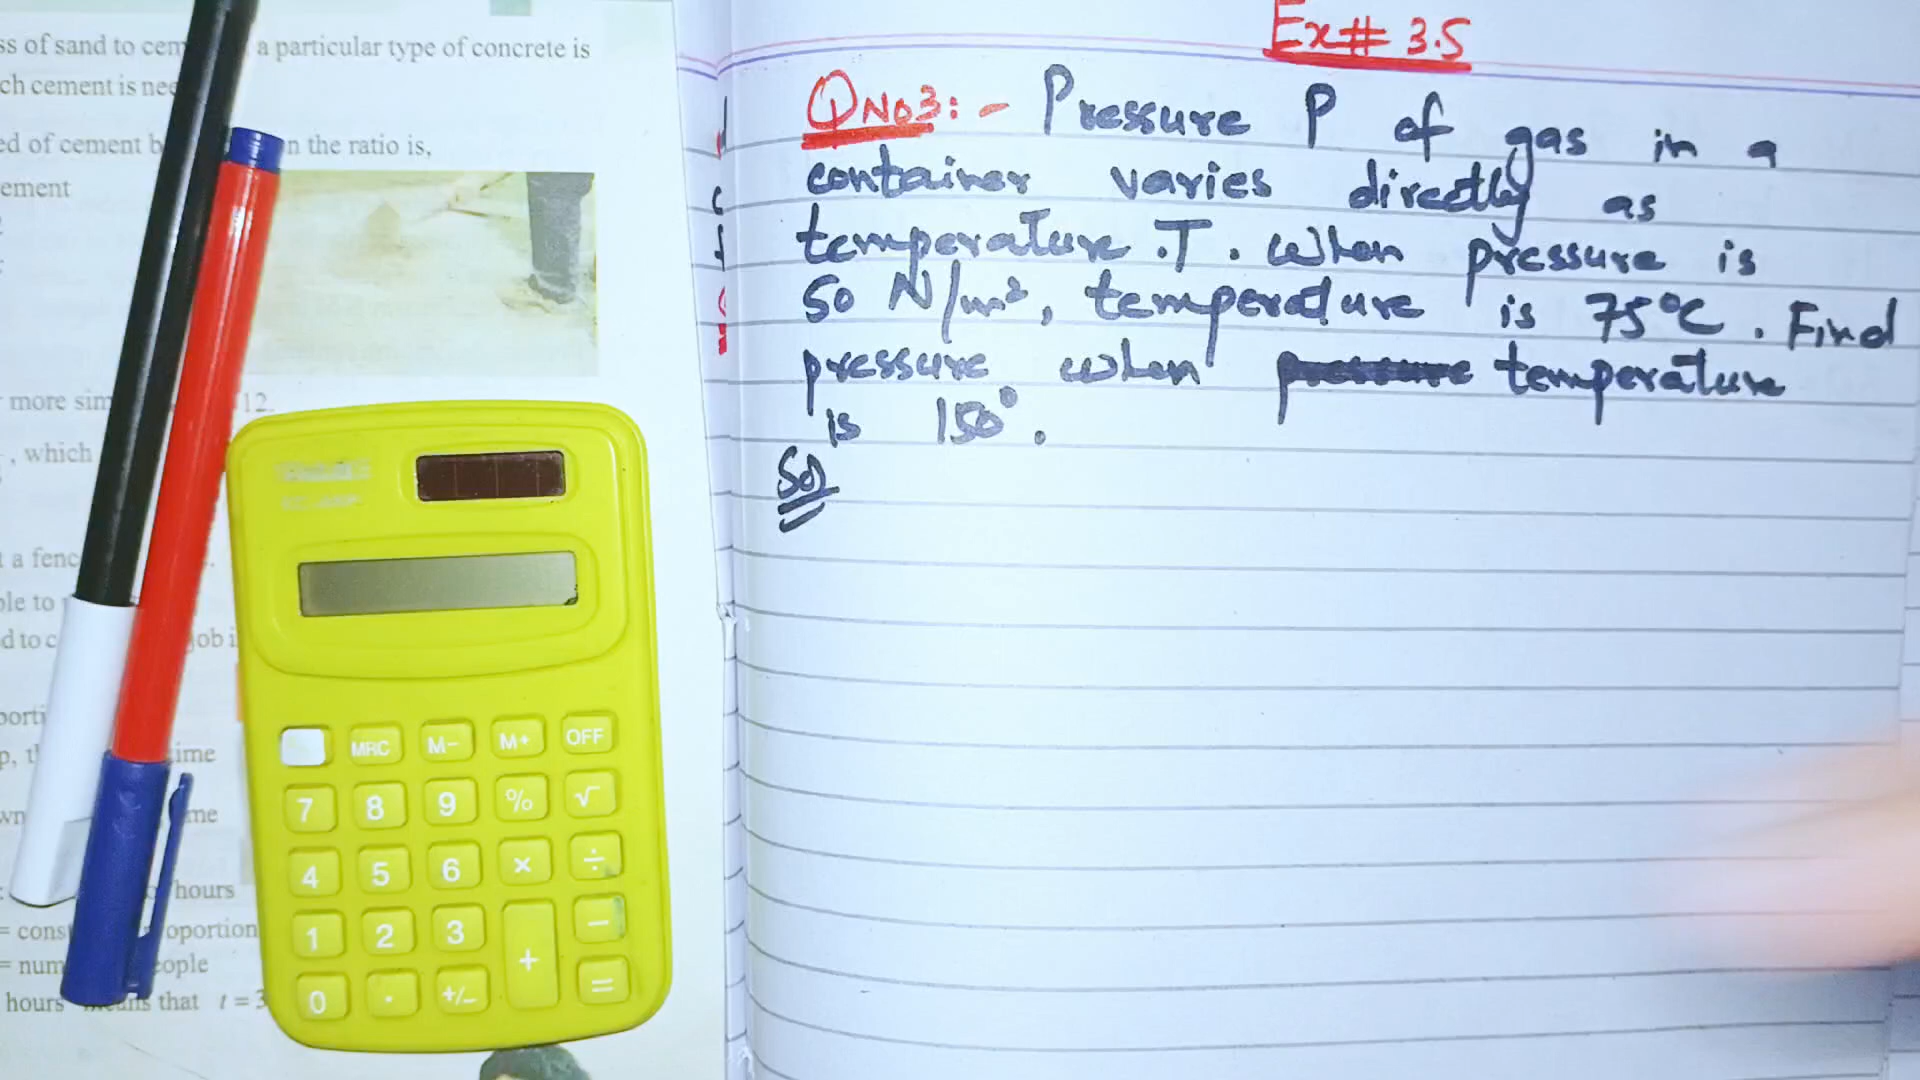 ss of sand to cem a particular type of concrete is
ch cement is nee
ed of cement b n the ratio is,
ement
more sim 12.
, which
t a fenc
ble to
d to c job i
porti
p, t ime
wn me
hours
= const oportion
= num eople
hours means that t = 3
MRC M− M+ OFF
7 8 9 % √
4 5 6 × ÷
1 2 3 −
0 . +/− + =
Ex# 3.5
QNo3:- Pressure P of gas in a
container varies directly as
temperature .T. when pressure is
50 N/m², temperature is 75°C. Find
pressure when temperature
is 150°.
Sol